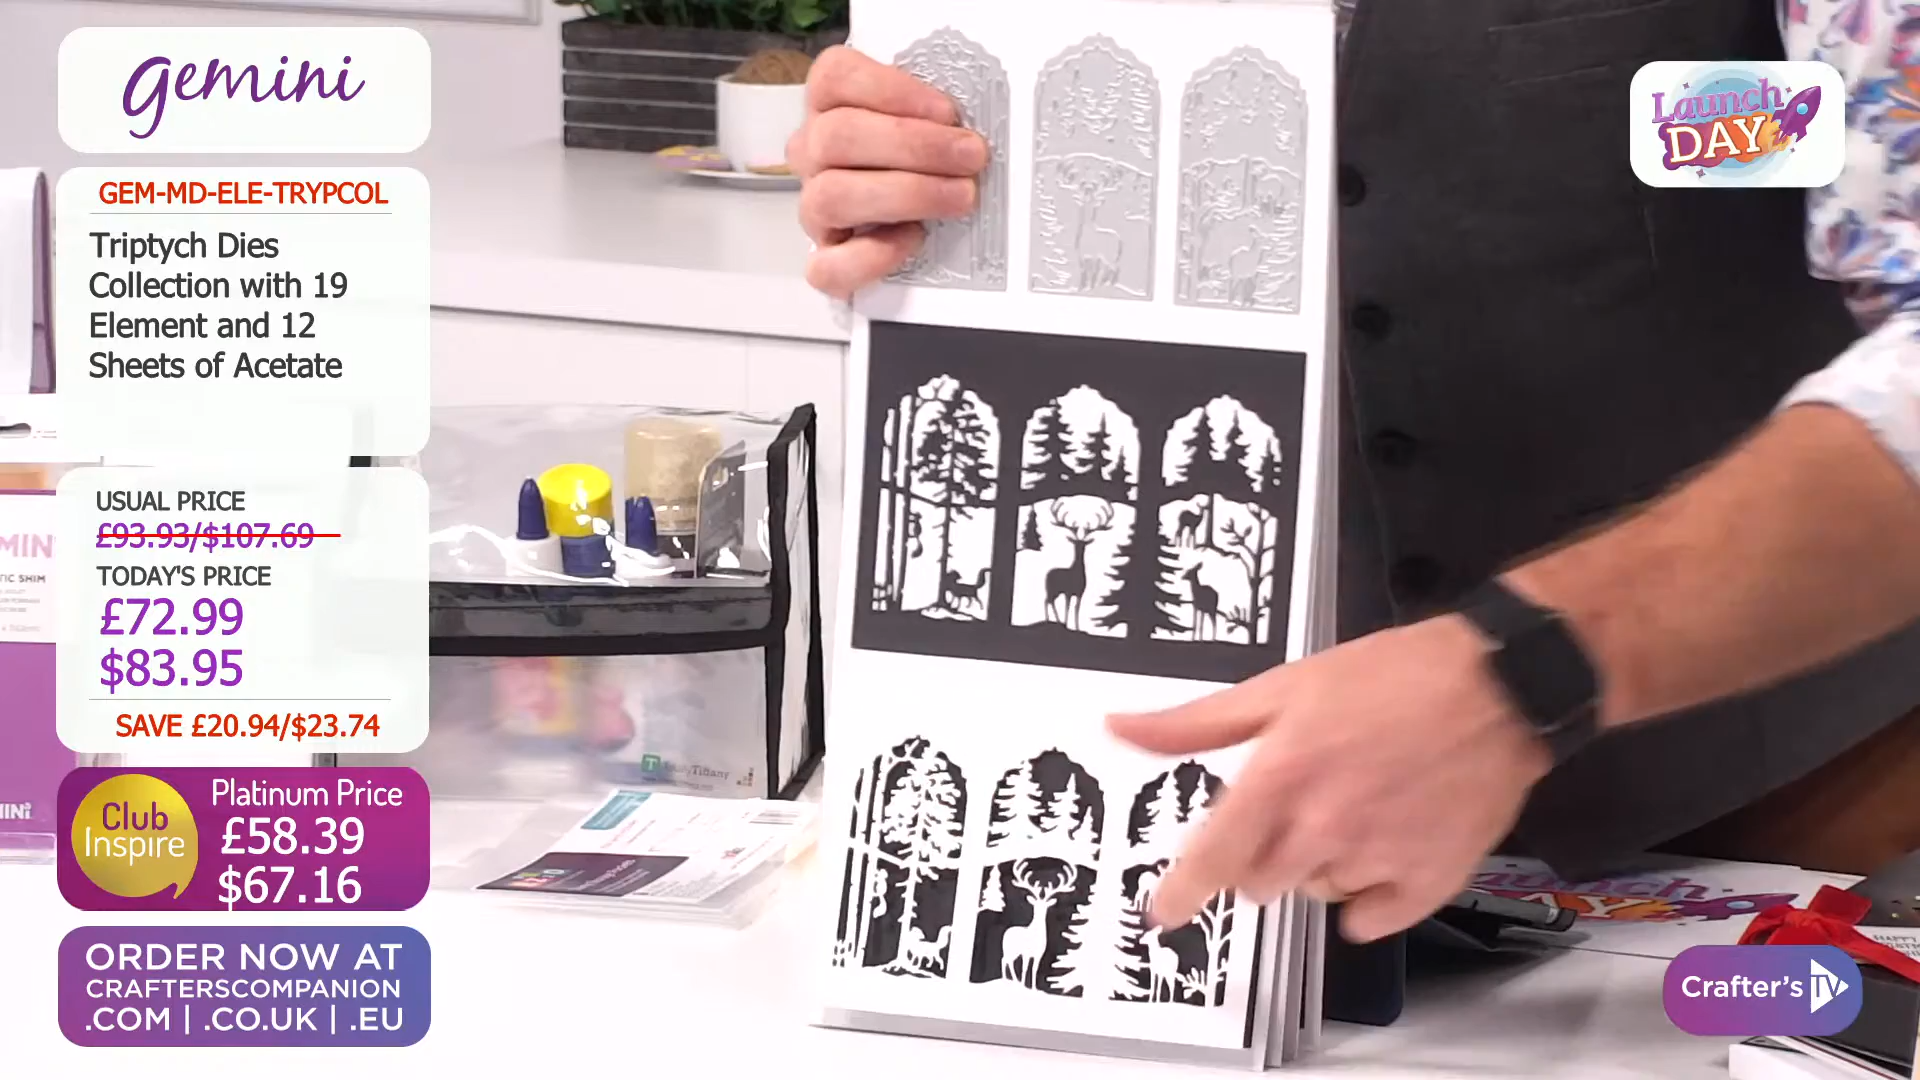 gemini
GEM-MD-ELE-TRYPCOL
Triptych Dies
Collection with 19
Element and 12
Sheets of Acetate
USUAL PRICE
£93.93/$107.69
TODAY'S PRICE
£72.99
$83.95
SAVE £20.94/$23.74
Club
Inspire
Platinum Price
£58.39
$67.16
ORDER NOW AT
CRAFTERSCOMPANION
.COM | .CO.UK | .EU
Launch
DAY
Crafter's TV